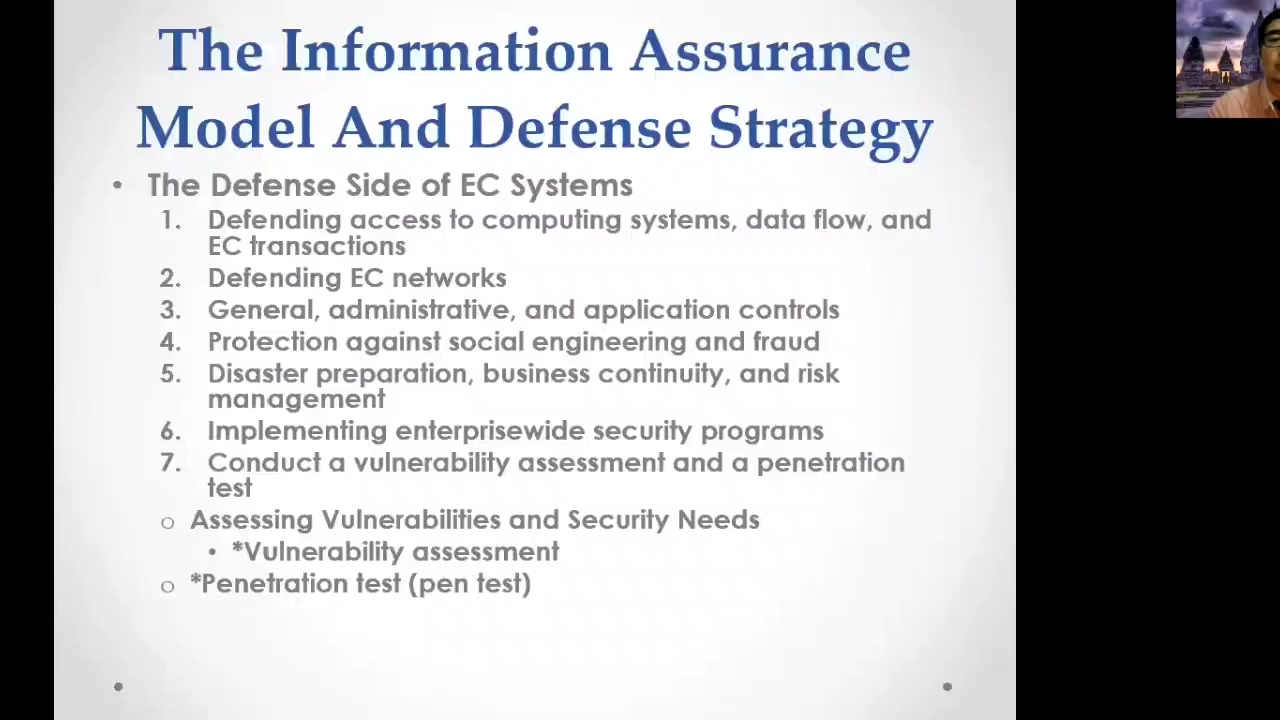 The Information Assurance
Model And Defense Strategy
• The Defense Side of EC Systems
1. Defending access to computing systems, data flow, and
EC transactions
2. Defending EC networks
3. General, administrative, and application controls
4. Protection against social engineering and fraud
5. Disaster preparation, business continuity, and risk
management
6. Implementing enterprisewide security programs
7. Conduct a vulnerability assessment and a penetration
test
o Assessing Vulnerabilities and Security Needs
• *Vulnerability assessment
o *Penetration test (pen test)